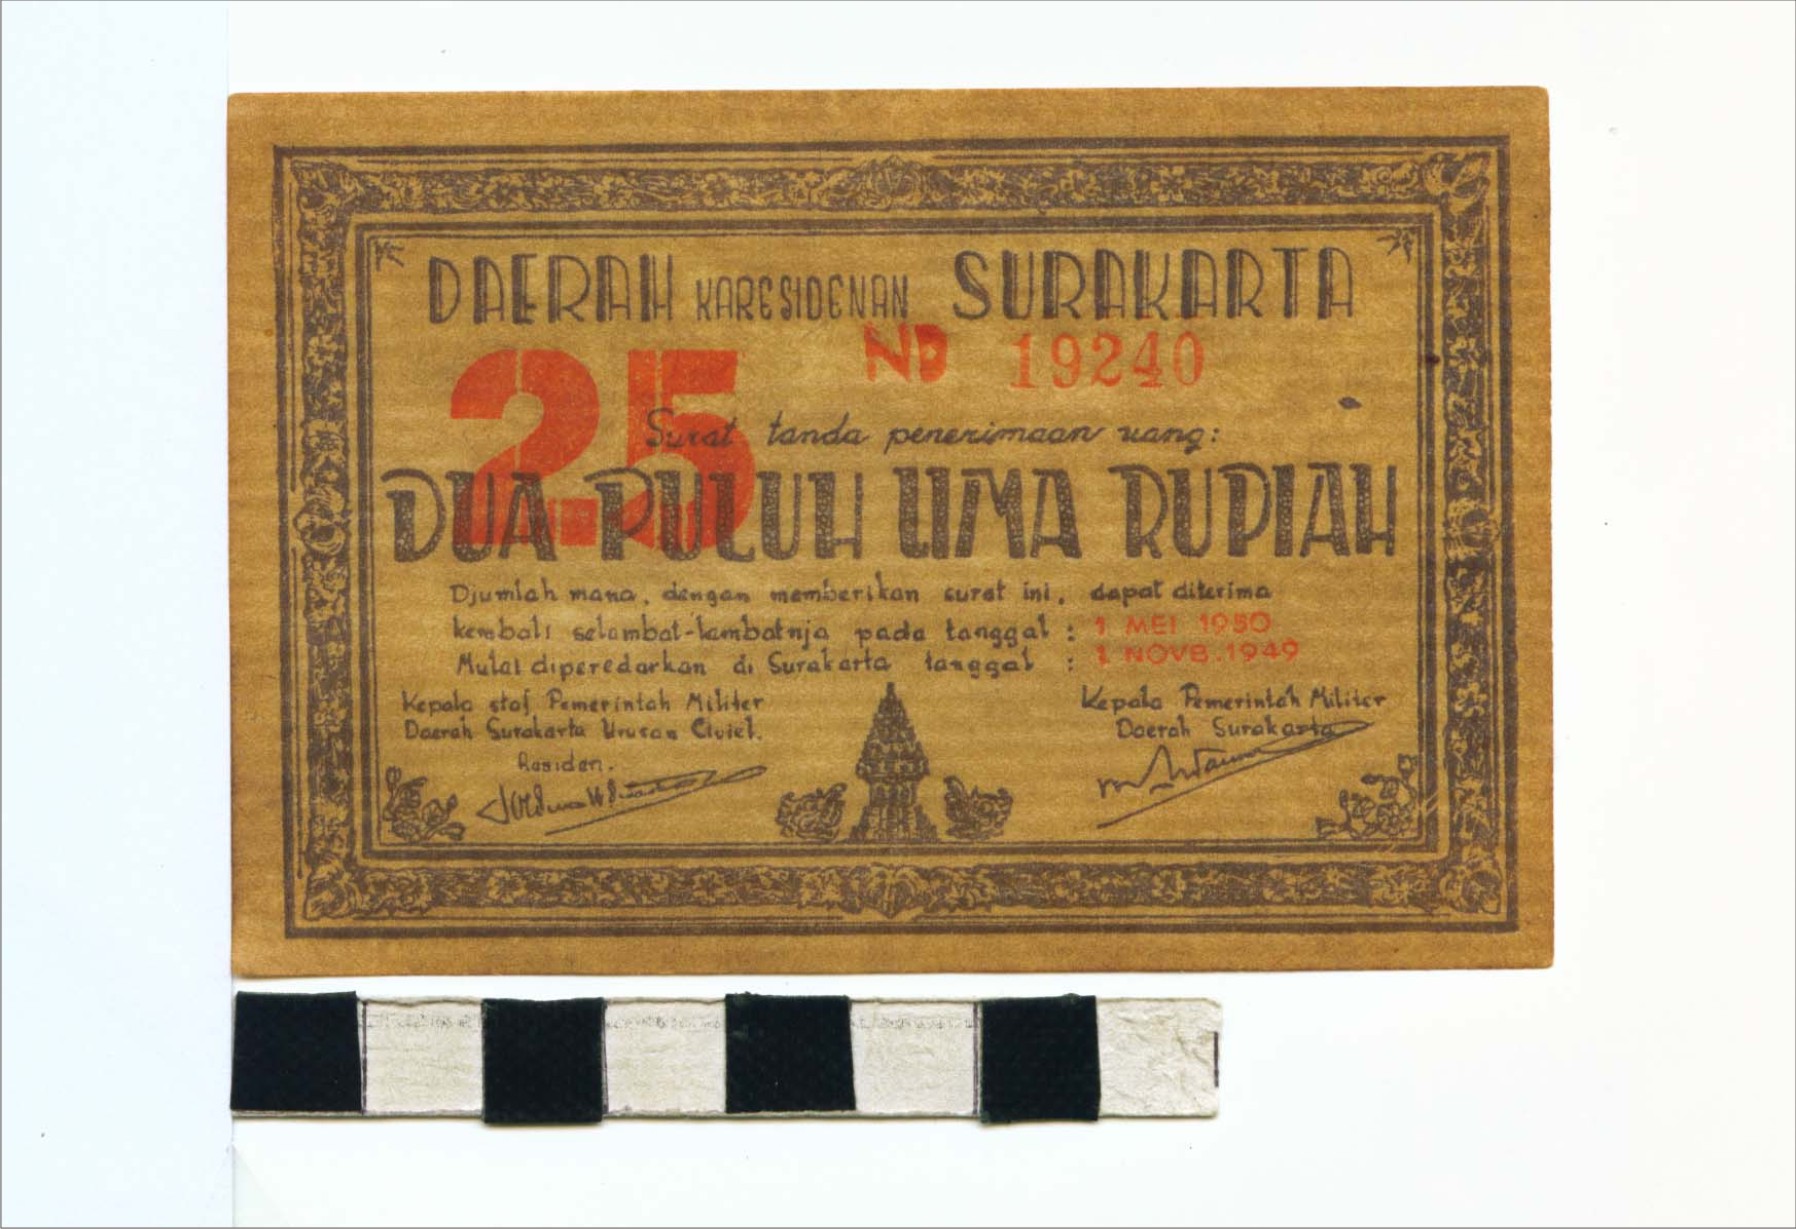 DAERAH KARESIDENAN SURAKARTA
25 NO 19240
Surat tanda penerimaan uang:
DUA PULUH LIMA RUPIAH
Djumlah mana, dengan memberikan surat ini, dapat diterima
kembali selambat-lambatnja pada tanggal : 1 MEI 1950
Mulai diperedarkan di Surakarta tanggal : 1 NOVB.1949
Kepala staf Pemerintah Militer
Daerah Surakarta Urusan Civiel.
Residen.
Kepala Pemerintah Militer
Daerah Surakarta